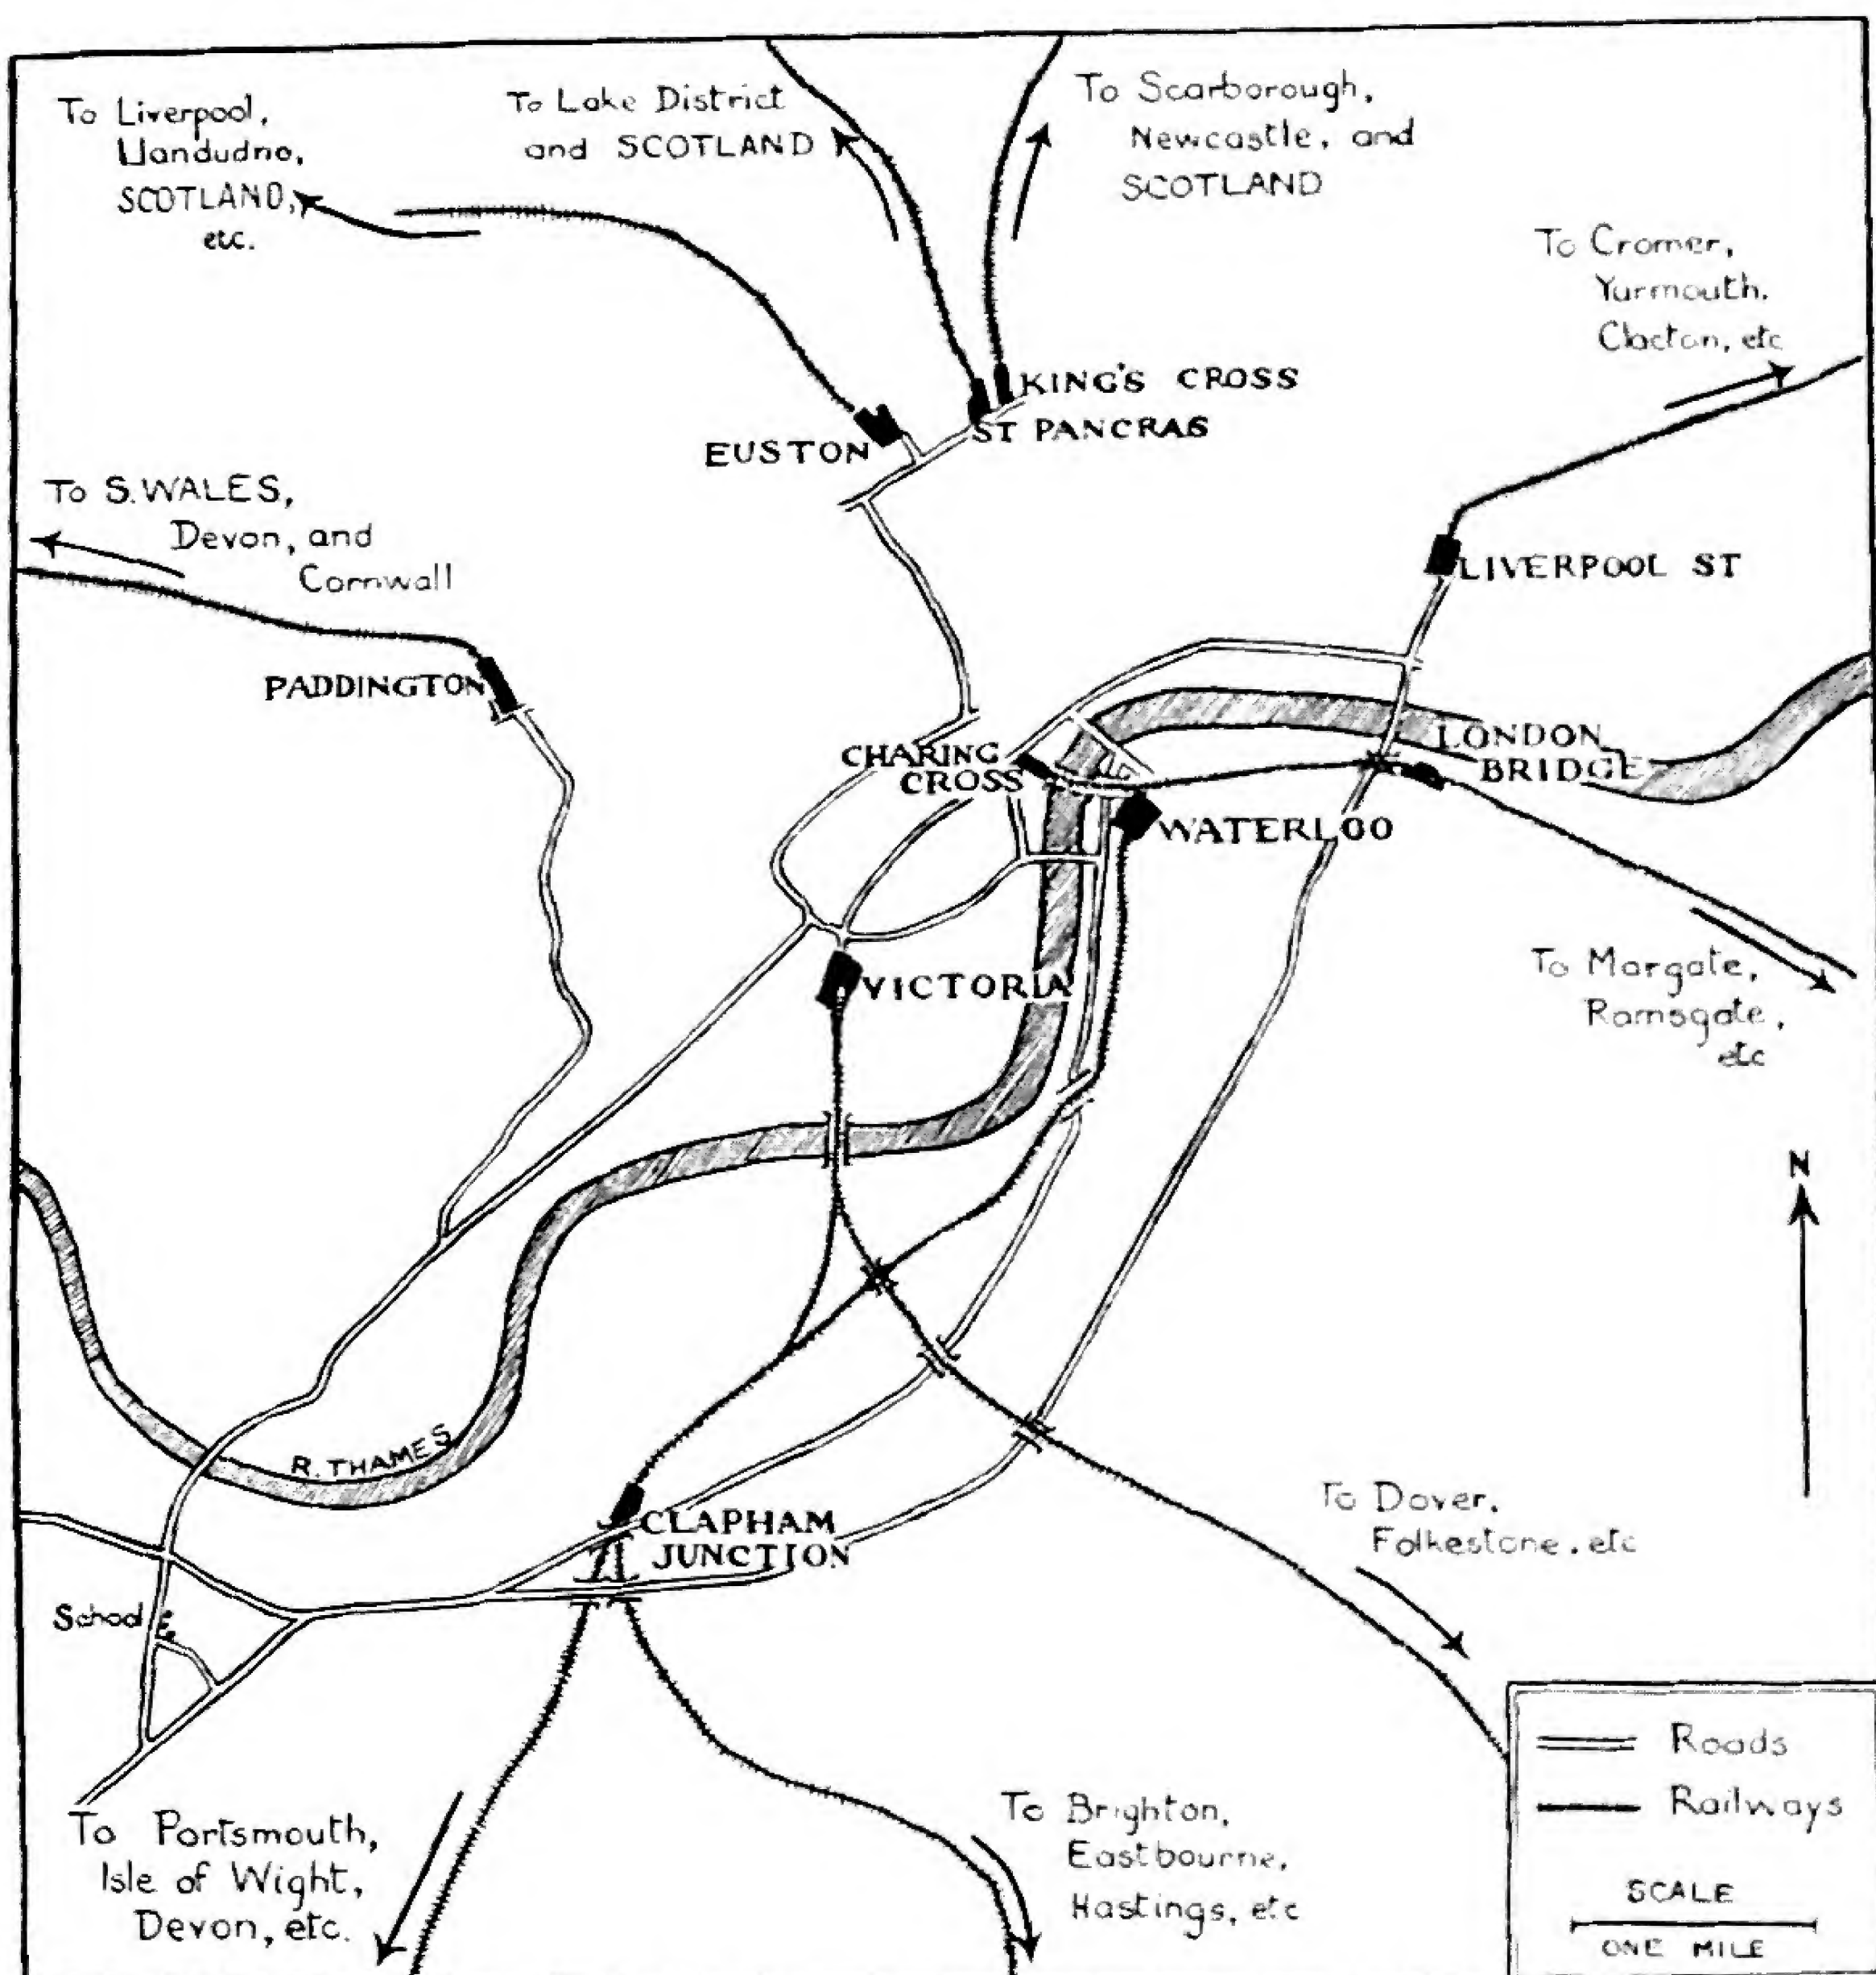 To Liverpool,
Llandudno,
SCOTLAND,
etc.
To Lake District
and SCOTLAND
To Scarborough,
Newcastle, and
SCOTLAND
To Cromer,
Yarmouth,
Clacton, etc
KING'S CROSS
ST PANCRAS
EUSTON
To S. WALES,
Devon, and
Cornwall
LIVERPOOL ST
PADDINGTON
CHARING
CROSS
LONDON
BRIDGE
WATERLOO
VICTORIA
To Margate,
Ramsgate,
etc
N
R. THAMES
CLAPHAM
JUNCTION
To Dover,
Folkestone, etc
School
To Portsmouth,
Isle of Wight,
Devon, etc.
To Brighton,
Eastbourne,
Hastings, etc
Roads
Railways
SCALE
ONE MILE